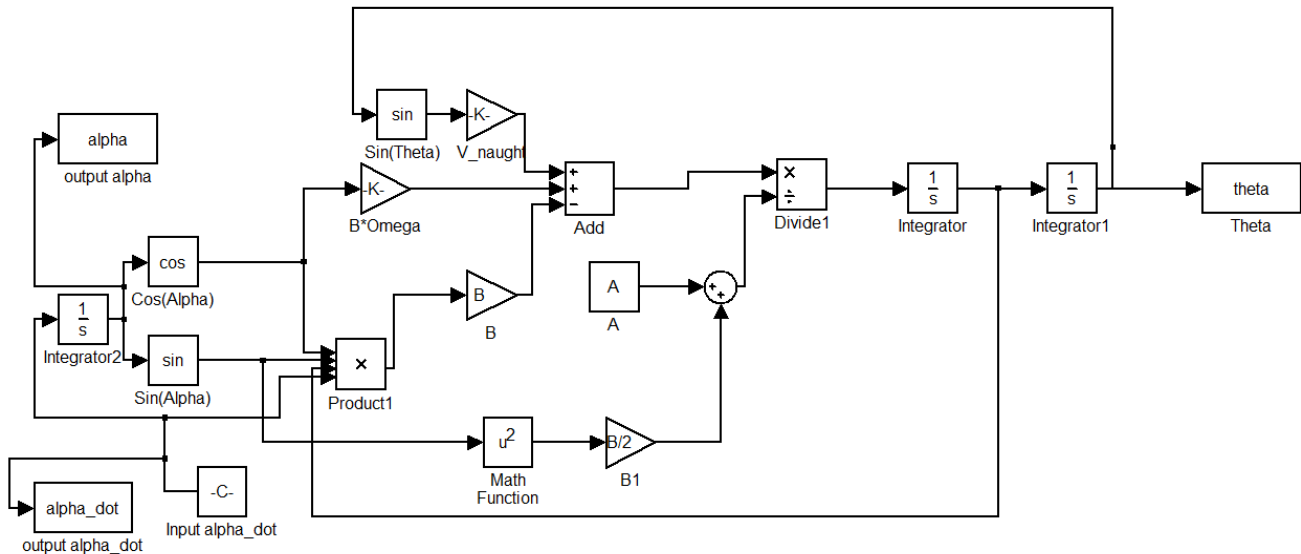 sin
-K-
Sin(Theta)
V_naught
alpha
output alpha
-K-
B*Omega
+
+
−
Add
×
÷
Divide1
1
s
Integrator
1
s
Integrator1
theta
Theta
cos
Cos(Alpha)
1
s
Integrator2
B
B
A
A
+
+
sin
Sin(Alpha)
×
Product1
u2
Math
Function
B/2
B1
alpha_dot
output alpha_dot
-C-
Input alpha_dot